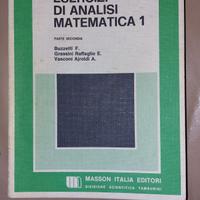 ESERCIZI
DI ANALISI
MATEMATICA 1
PARTE SECONDA
Buzzetti F.
Grassini Raffaglio E.
Vasconi Ajroldi A.
MASSON ITALIA EDITORI
DIVISIONE SCIENTIFICA TAMBURINI